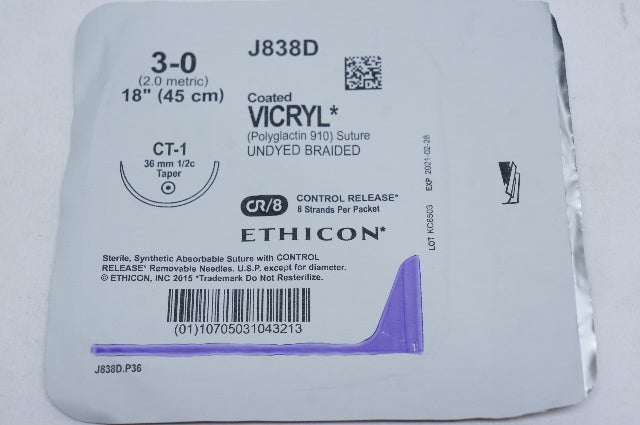 3-0
(2.0 metric)
18" (45 cm)
J838D
Coated
VICRYL*
(Polyglactin 910) Suture
UNDYED BRAIDED
CT-1
36 mm 1/2c
Taper
CR/8
CONTROL RELEASE*
8 Strands Per Packet
ETHICON*
LOT KC8503 EXP 2021-02-28
Sterile, Synthetic Absorbable Suture with CONTROL
RELEASE* Removable Needles. U.S.P. except for diameter.
© ETHICON, INC 2015 *Trademark Do Not Resterilize.
(01)10705031043213
1
J838D.P36